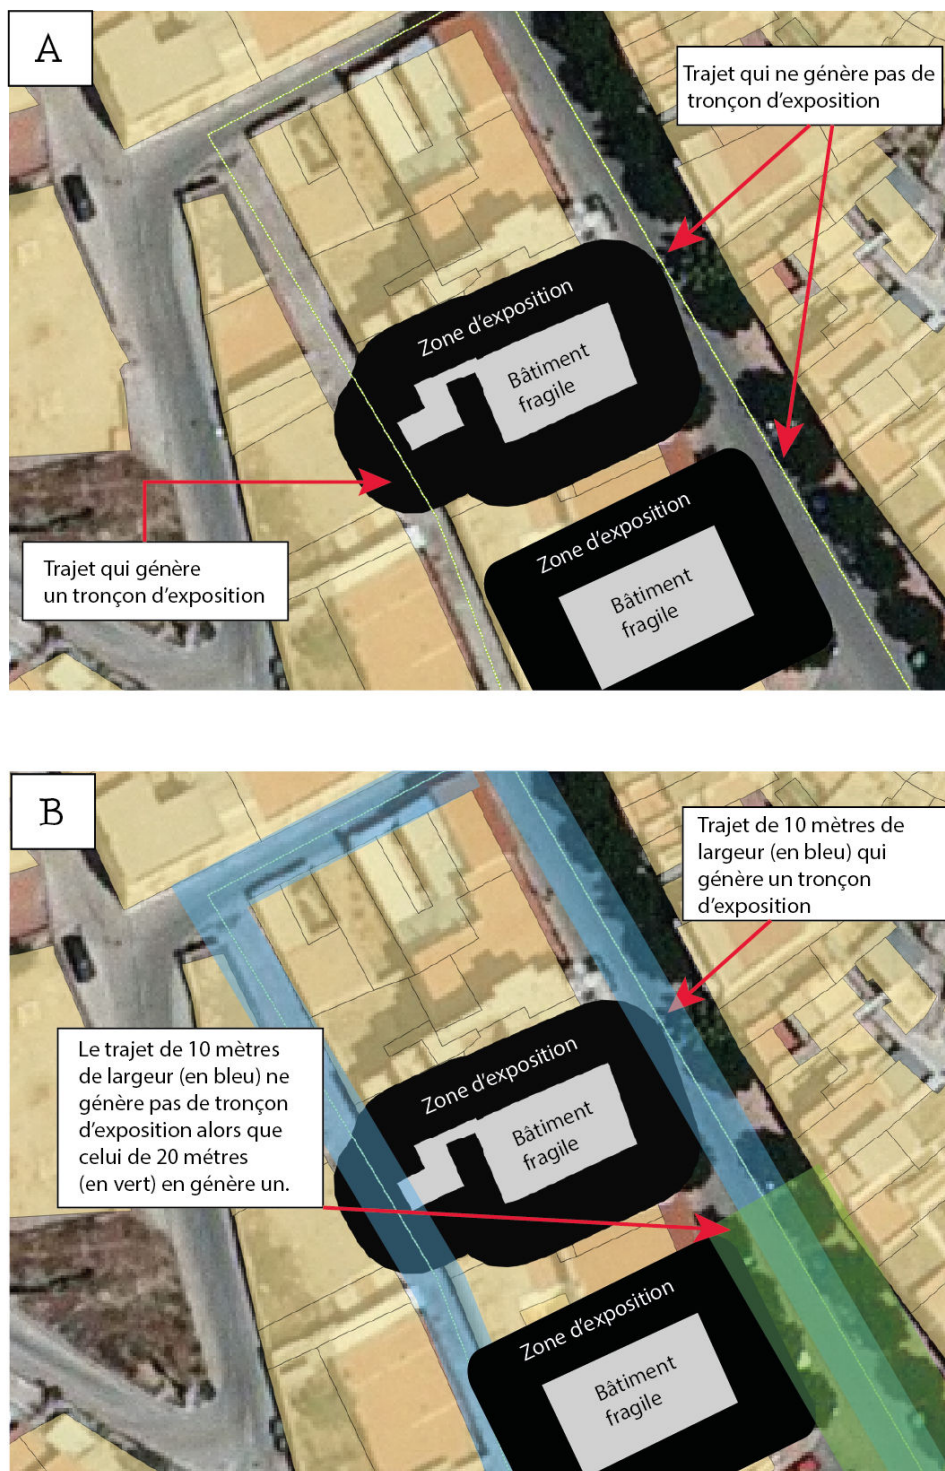 A
Trajet qui ne génère pas de
tronçon d'exposition
Zone d'exposition
Bâtiment
fragile
Zone d'exposition
Bâtiment
fragile
Trajet qui génère
un tronçon d'exposition
B
Trajet de 10 mètres de
largeur (en bleu) qui
génère un tronçon
d'exposition
Le trajet de 10 mètres
de largeur (en bleu) ne
génère pas de tronçon
d'exposition alors que
celui de 20 métres
(en vert) en génère un.
Zone d'exposition
Bâtiment
fragile
Zone d'exposition
Bâtiment
fragile